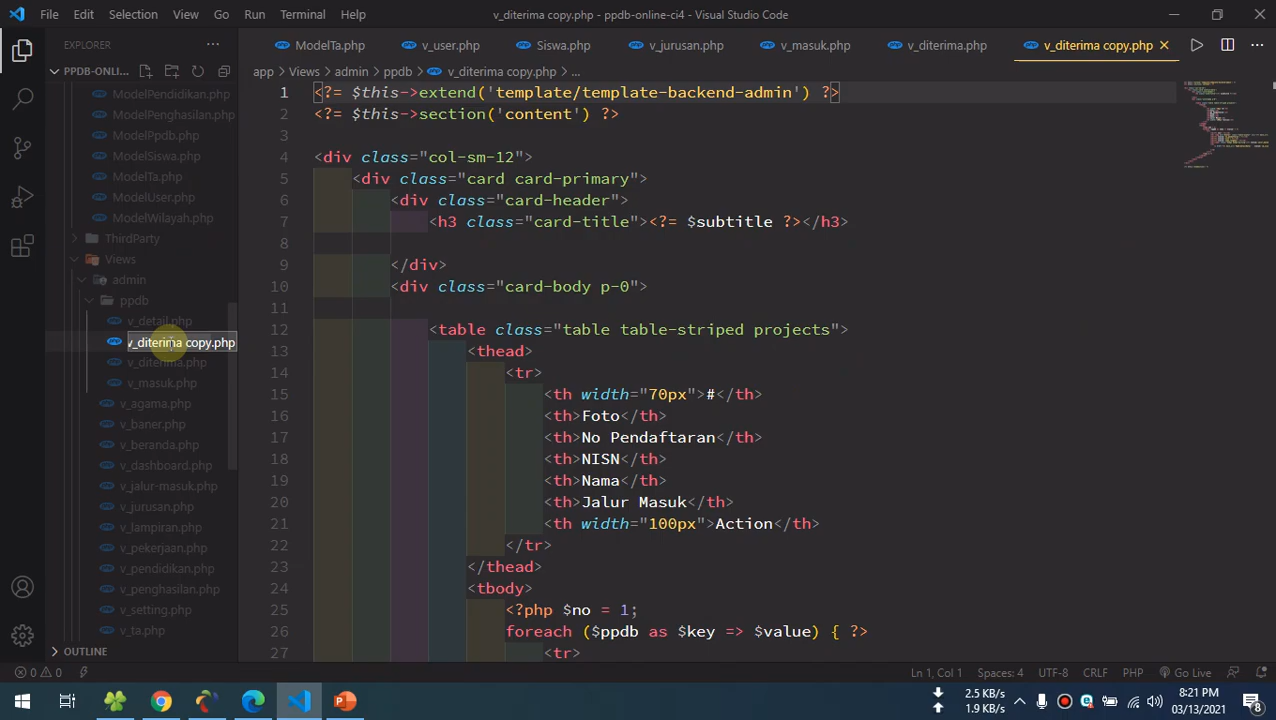 File Edit Selection View Go Run Terminal Help
v_diterima copy.php - ppdb-online-ci4 - Visual Studio Code
EXPLORER
ModelTa.php v_user.php Siswa.php v_jurusan.php v_masuk.php v_diterima.php v_diterima copy.php
PPDB-ONLI...
app > Views > admin > ppdb > v_diterima copy.php > ...
ModelPendidikan.php
ModelPenghasilan.php
ModelPpdb.php
ModelSiswa.php
ModelTa.php
ModelUser.php
ModelWilayah.php
ThirdParty
Views
admin
ppdb
v_detail.php
v_diterima copy.php
v_diterima.php
v_masuk.php
v_agama.php
v_baner.php
v_beranda.php
v_dashboard.php
v_jalur-masuk.php
v_jurusan.php
v_lampiran.php
v_pekerjaan.php
v_pendidikan.php
v_penghasilan.php
v_setting.php
v_ta.php
OUTLINE
1 <?= $this->extend('template/template-backend-admin') ?>
2 <?= $this->section('content') ?>
3
4 <div class="col-sm-12">
5 <div class="card card-primary">
6 <div class="card-header">
7 <h3 class="card-title"><?= $subtitle ?></h3>
8
9 </div>
10 <div class="card-body p-0">
11
12 <table class="table table-striped projects">
13 <thead>
14 <tr>
15 <th width="70px">#</th>
16 <th>Foto</th>
17 <th>No Pendaftaran</th>
18 <th>NISN</th>
19 <th>Nama</th>
20 <th>Jalur Masuk</th>
21 <th width="100px">Action</th>
22 </tr>
23 </thead>
24 <tbody>
25 <?php $no = 1;
26 foreach ($ppdb as $key => $value) { ?>
27 <tr>
0 0 Ln 1, Col 1 Spaces: 4 UTF-8 CRLF PHP Go Live
2.5 KB/s
1.9 KB/s
8:21 PM
03/13/2021
8